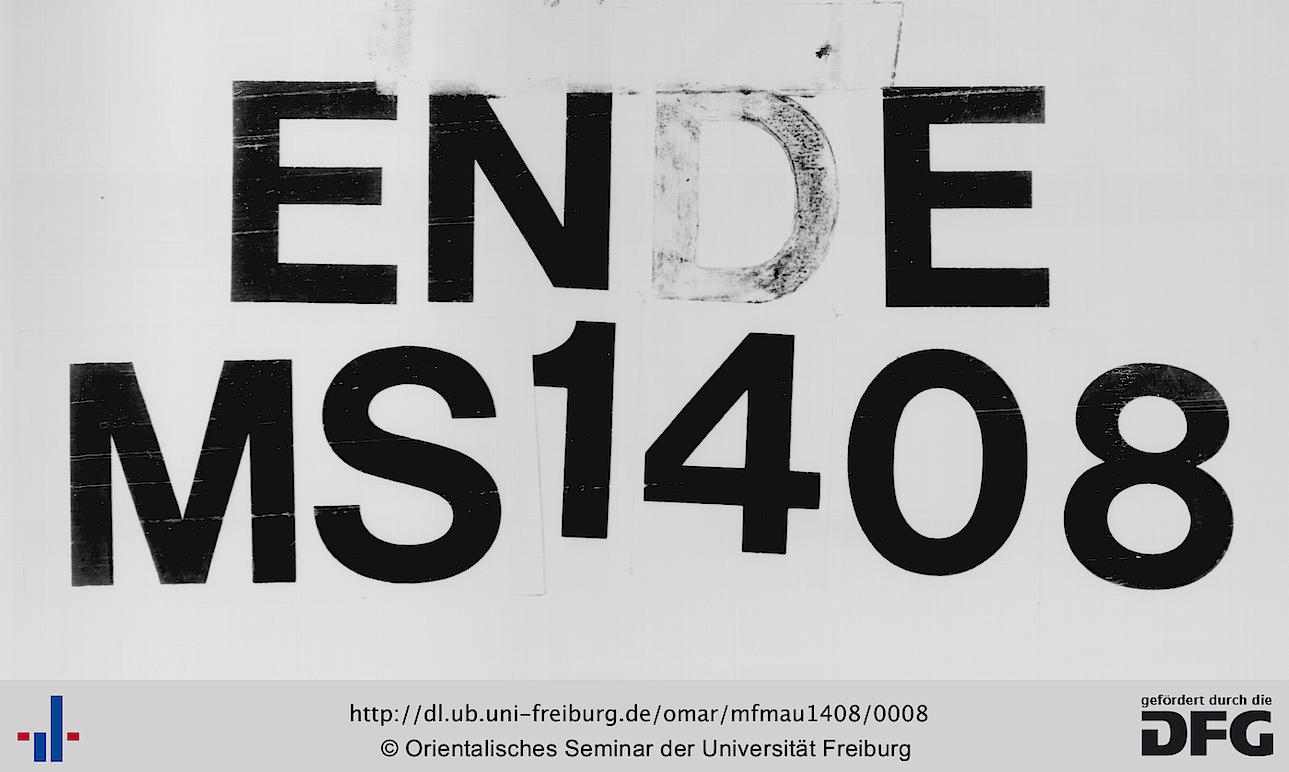 ENDE
MS1408
http://dl.ub.uni-freiburg.de/omar/mfmau1408/0008
© Orientalisches Seminar der Universität Freiburg
gefördert durch die
DFG